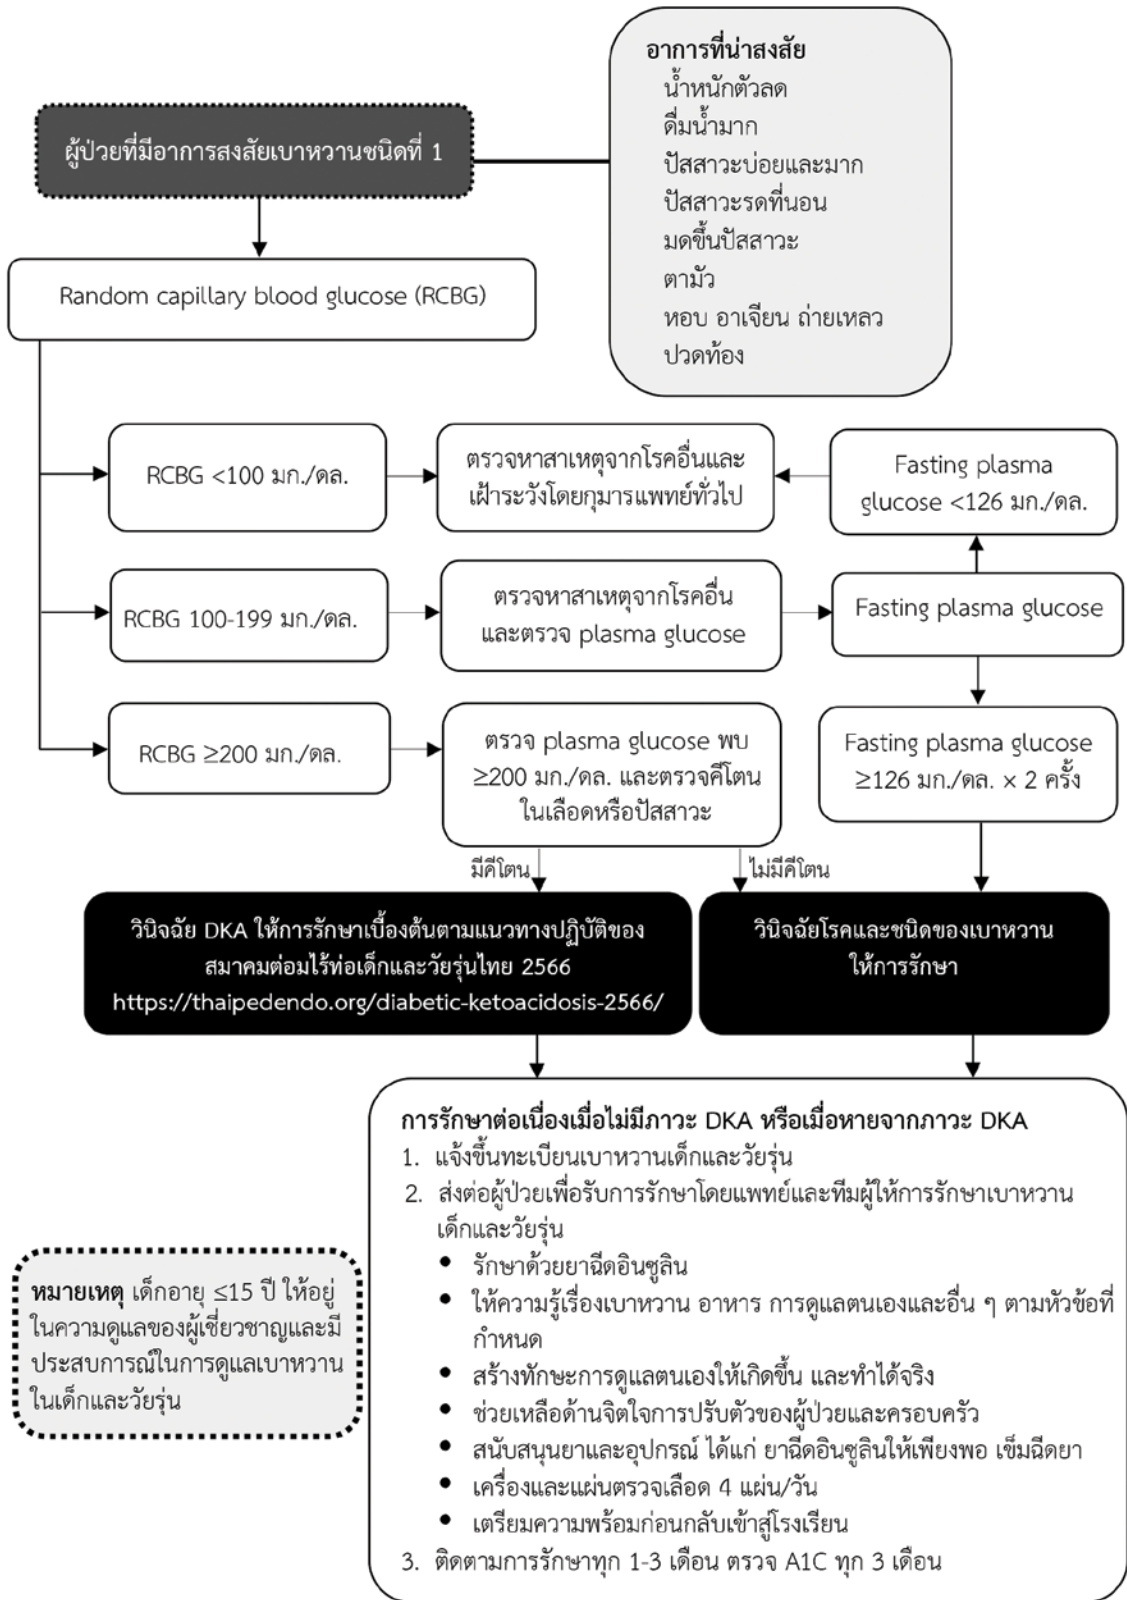 อาการที่น่าสงสัย
น้ำหนักตัวลด
ดื่มน้ำมาก
ปัสสาวะบ่อยและมาก
ปัสสาวะรดที่นอน
มดขึ้นปัสสาวะ
ตามัว
หอบ อาเจียน ถ่ายเหลว
ปวดท้อง
ผู้ป่วยที่มีอาการสงสัยเบาหวานชนิดที่ 1
Random capillary blood glucose (RCBG)
RCBG <100 มก./ดล.
ตรวจหาสาเหตุจากโรคอื่นและ
เฝ้าระวังโดยกุมารแพทย์ทั่วไป
Fasting plasma
glucose <126 มก./ดล.
RCBG 100-199 มก./ดล.
ตรวจหาสาเหตุจากโรคอื่น
และตรวจ plasma glucose
Fasting plasma glucose
RCBG ≥200 มก./ดล.
ตรวจ plasma glucose พบ
≥200 มก./ดล. และตรวจคีโตน
ในเลือดหรือปัสสาวะ
Fasting plasma glucose
≥126 มก./ดล. × 2 ครั้ง
มีคีโตน
ไม่มีคีโตน
วินิจฉัย DKA ให้การรักษาเบื้องต้นตามแนวทางปฏิบัติของ
สมาคมต่อมไร้ท่อเด็กและวัยรุ่นไทย 2566
https://thaipedendo.org/diabetic-ketoacidosis-2566/
วินิจฉัยโรคและชนิดของเบาหวาน
ให้การรักษา
การรักษาต่อเนื่องเมื่อไม่มีภาวะ DKA หรือเมื่อหายจากภาวะ DKA
1. แจ้งขึ้นทะเบียนเบาหวานเด็กและวัยรุ่น
2. ส่งต่อผู้ป่วยเพื่อรับการรักษาโดยแพทย์และทีมผู้ให้การรักษาเบาหวาน
เด็กและวัยรุ่น
• รักษาด้วยยาฉีดอินซูลิน
• ให้ความรู้เรื่องเบาหวาน อาหาร การดูแลตนเองและอื่น ๆ ตามหัวข้อที่
กำหนด
• สร้างทักษะการดูแลตนเองให้เกิดขึ้น และทำได้จริง
• ช่วยเหลือด้านจิตใจการปรับตัวของผู้ป่วยและครอบครัว
• สนับสนุนยาและอุปกรณ์ ได้แก่ ยาฉีดอินซูลินให้เพียงพอ เข็มฉีดยา
• เครื่องและแผ่นตรวจเลือด 4 แผ่น/วัน
• เตรียมความพร้อมก่อนกลับเข้าสู่โรงเรียน
3. ติดตามการรักษาทุก 1-3 เดือน ตรวจ A1C ทุก 3 เดือน
หมายเหตุ เด็กอายุ ≤15 ปี ให้อยู่
ในความดูแลของผู้เชี่ยวชาญและมี
ประสบการณ์ในการดูแลเบาหวาน
ในเด็กและวัยรุ่น